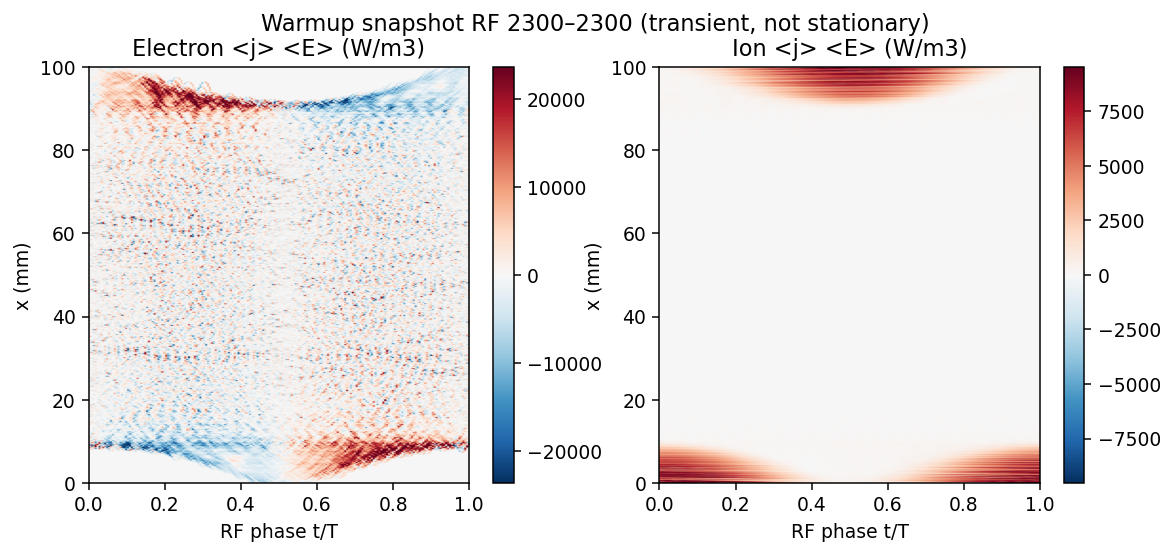 Warmup snapshot RF 2300–2300 (transient, not stationary)
Electron <j> <E> (W/m3)
100
80
60
40
20
0
x (mm)
0.0 0.2 0.4 0.6 0.8 1.0
RF phase t/T
20000
10000
0
−10000
−20000
Ion <j> <E> (W/m3)
100
80
60
40
20
0
x (mm)
0.0 0.2 0.4 0.6 0.8 1.0
RF phase t/T
7500
5000
2500
0
−2500
−5000
−7500